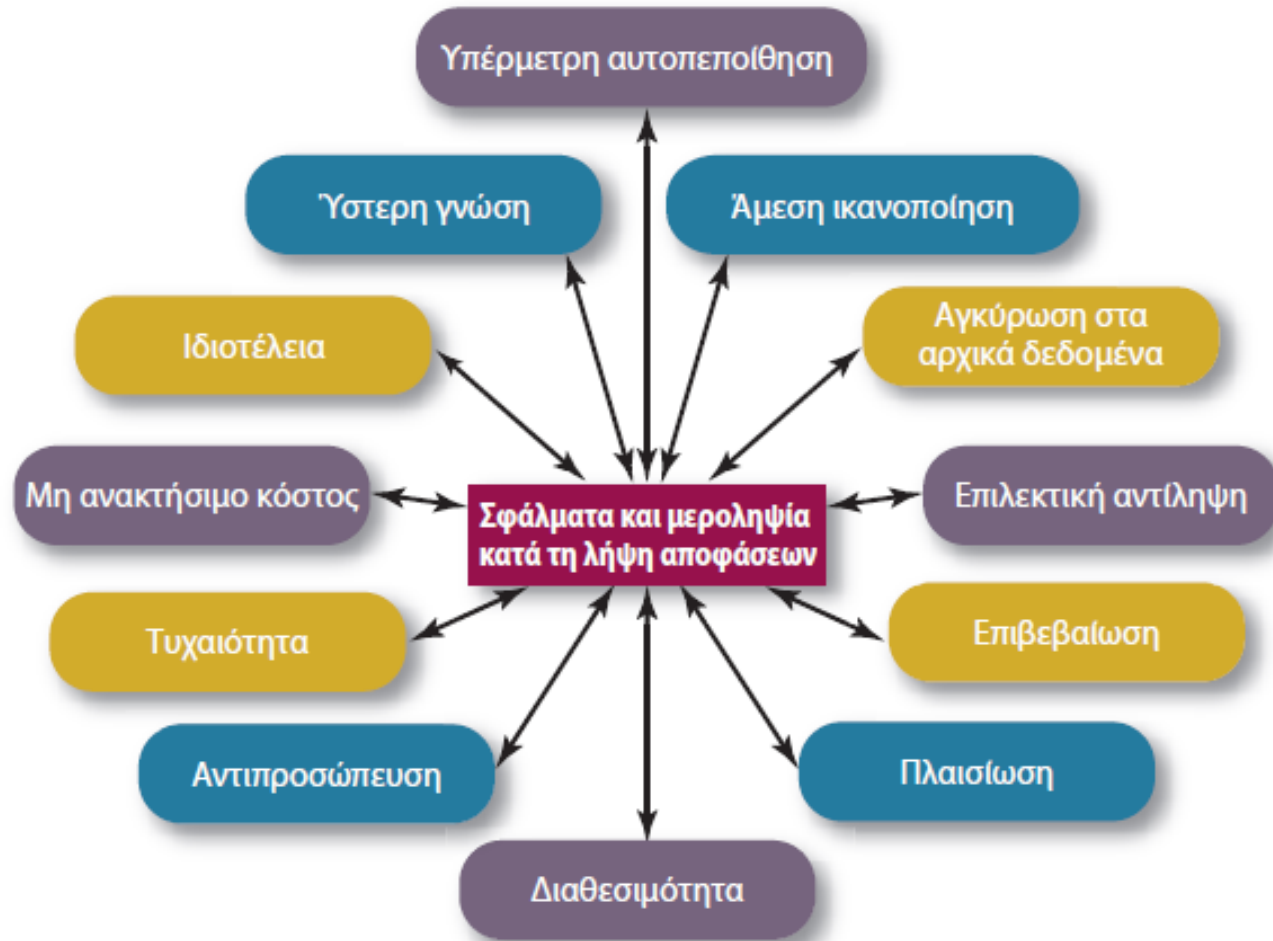 Υπέρμετρη αυτοπεποίθηση
Ύστερη γνώση
Άμεση ικανοποίηση
Ιδιοτέλεια
Αγκύρωση στα
αρχικά δεδομένα
Μη ανακτήσιμο κόστος
Σφάλματα και μεροληψία
κατά τη λήψη αποφάσεων
Επιλεκτική αντίληψη
Τυχαιότητα
Επιβεβαίωση
Αντιπροσώπευση
Πλαισίωση
Διαθεσιμότητα